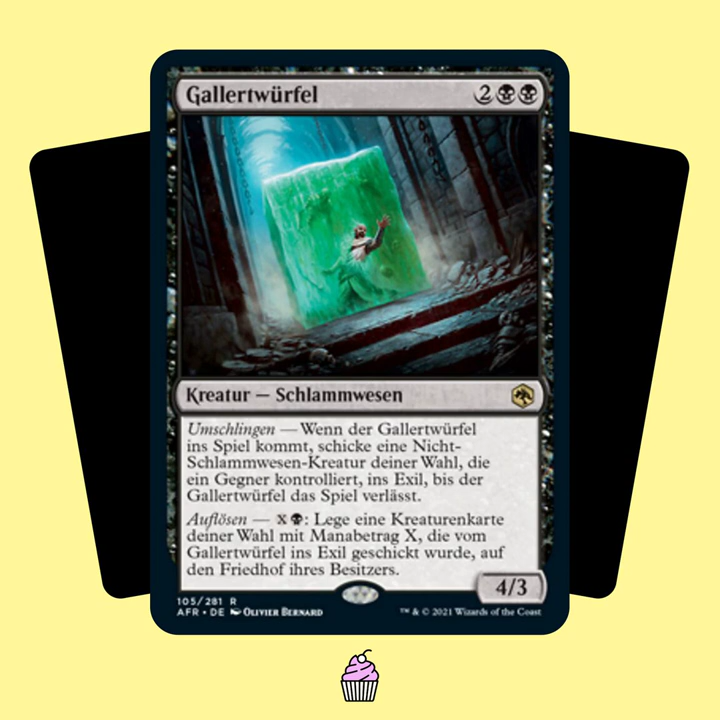 Gallertwürfel 2
Kreatur — Schlammwesen
Umschlingen — Wenn der Gallertwürfel
ins Spiel kommt, schicke eine Nicht-
Schlammwesen-Kreatur deiner Wahl, die
ein Gegner kontrolliert, ins Exil, bis der
Gallertwürfel das Spiel verlässt.
Auflösen — X: Lege eine Kreaturenkarte
deiner Wahl mit Manabetrag X, die vom
Gallertwürfel ins Exil geschickt wurde, auf
den Friedhof ihres Besitzers.
4/3
105/281 R
AFR • DE Olivier Bernard ™ & © 2021 Wizards of the Coast